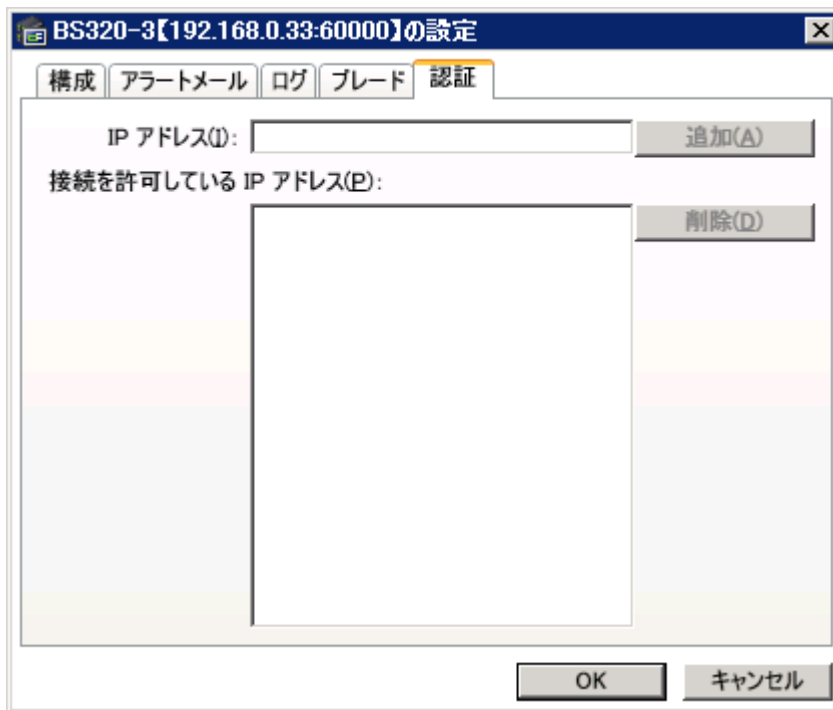 BS320-3【192.168.0.33:60000】の設定
構成 アラートメール ログ ブレード 認証
IP アドレス(I): 追加(A)
接続を許可している IP アドレス(P):
削除(D)
OK キャンセル